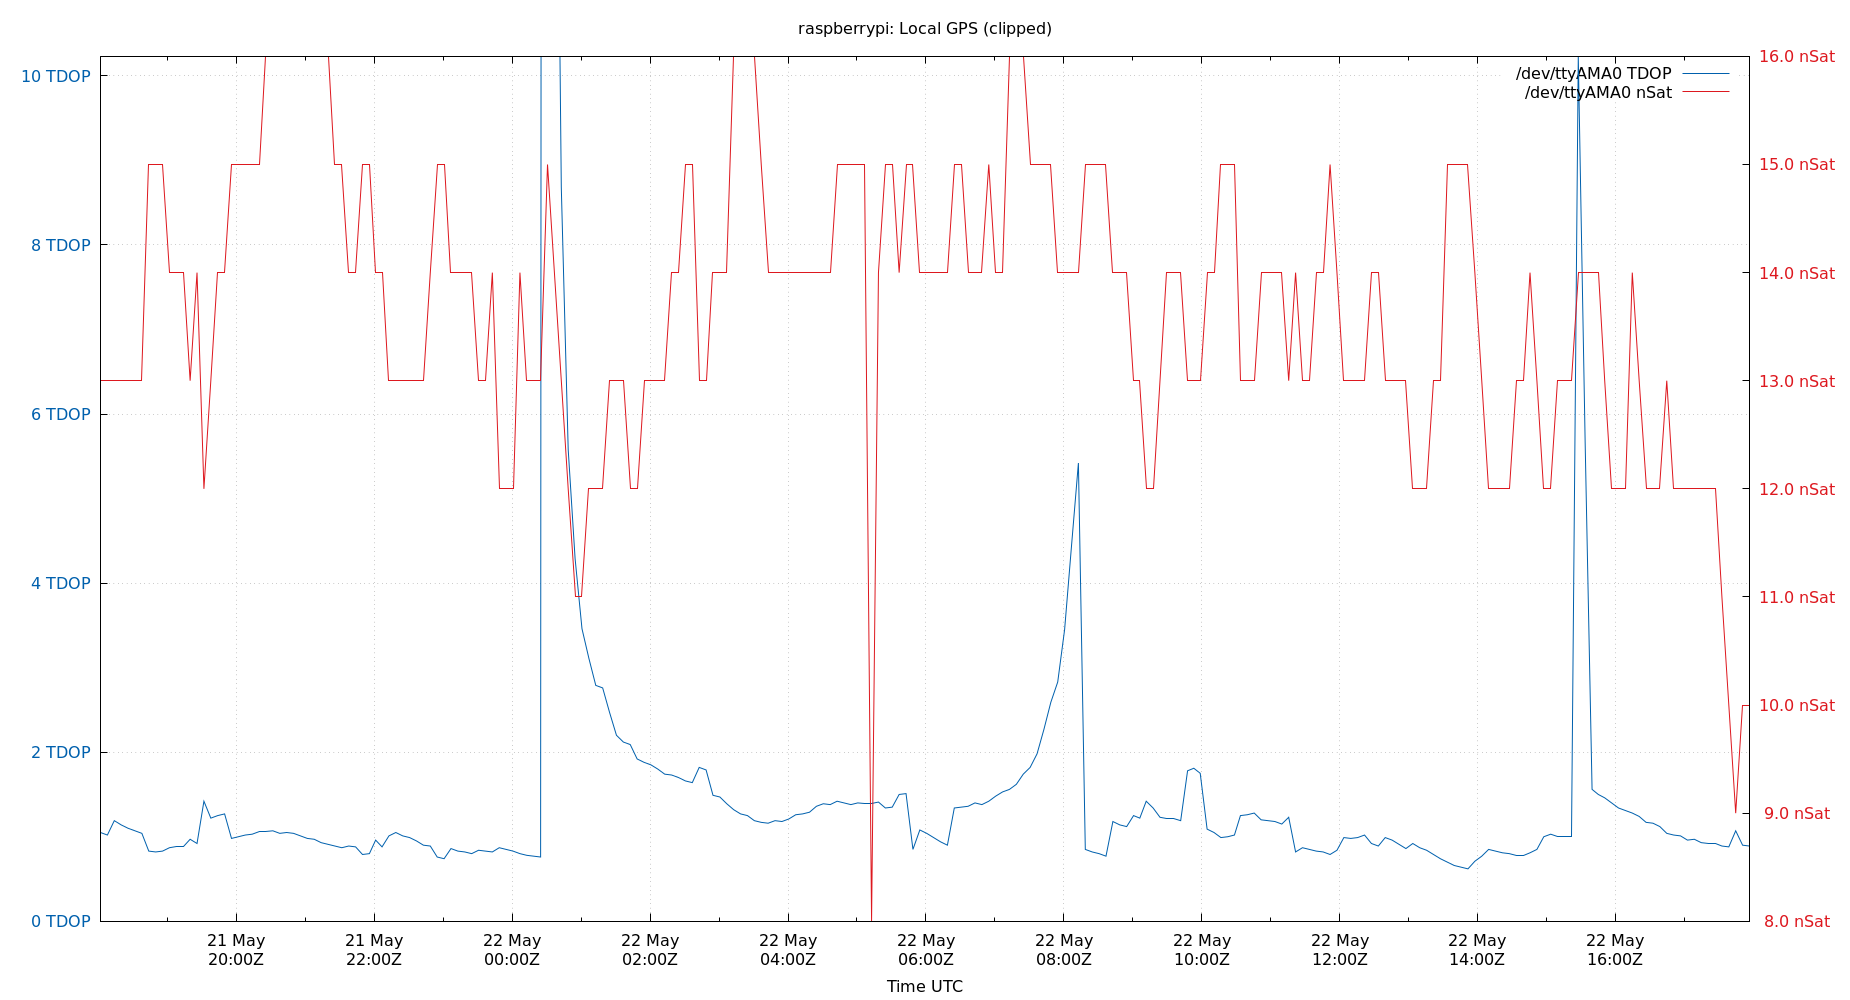 raspberrypi: Local GPS (clipped)
10 TDOP
8 TDOP
6 TDOP
4 TDOP
2 TDOP
0 TDOP
16.0 nSat
15.0 nSat
14.0 nSat
13.0 nSat
12.0 nSat
11.0 nSat
10.0 nSat
9.0 nSat
8.0 nSat
/dev/ttyAMA0 TDOP
/dev/ttyAMA0 nSat
21 May
20:00Z
21 May
22:00Z
22 May
00:00Z
22 May
02:00Z
22 May
04:00Z
22 May
06:00Z
22 May
08:00Z
22 May
10:00Z
22 May
12:00Z
22 May
14:00Z
22 May
16:00Z
Time UTC